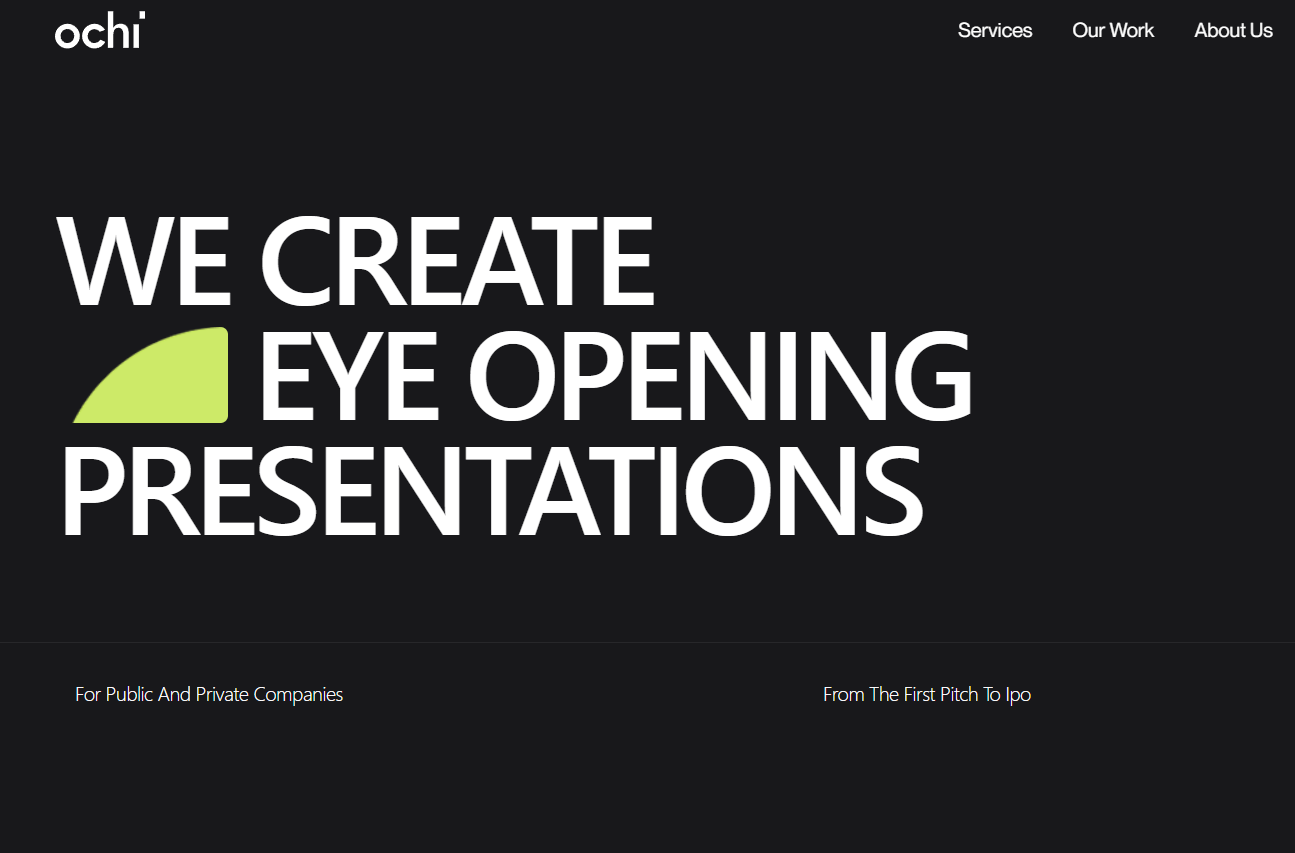 ochi
Services Our Work About Us
WE CREATE
EYE OPENING
PRESENTATIONS
For Public And Private Companies
From The First Pitch To Ipo